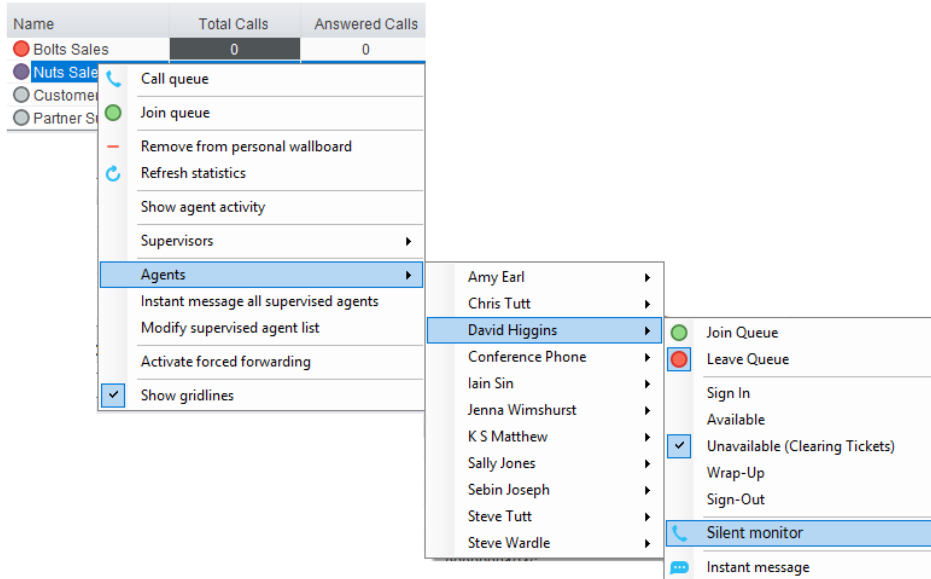 Name Total Calls Answered Calls
Bolts Sales 0 0
Nuts Sale
Customer
Partner S
Call queue
Join queue
Remove from personal wallboard
Refresh statistics
Show agent activity
Supervisors
Agents
Instant message all supervised agents
Modify supervised agent list
Activate forced forwarding
Show gridlines
Amy Earl
Chris Tutt
David Higgins
Conference Phone
Iain Sin
Jenna Wimshurst
K S Matthew
Sally Jones
Sebin Joseph
Steve Tutt
Steve Wardle
Join Queue
Leave Queue
Sign In
Available
Unavailable (Clearing Tickets)
Wrap-Up
Sign-Out
Silent monitor
Instant message